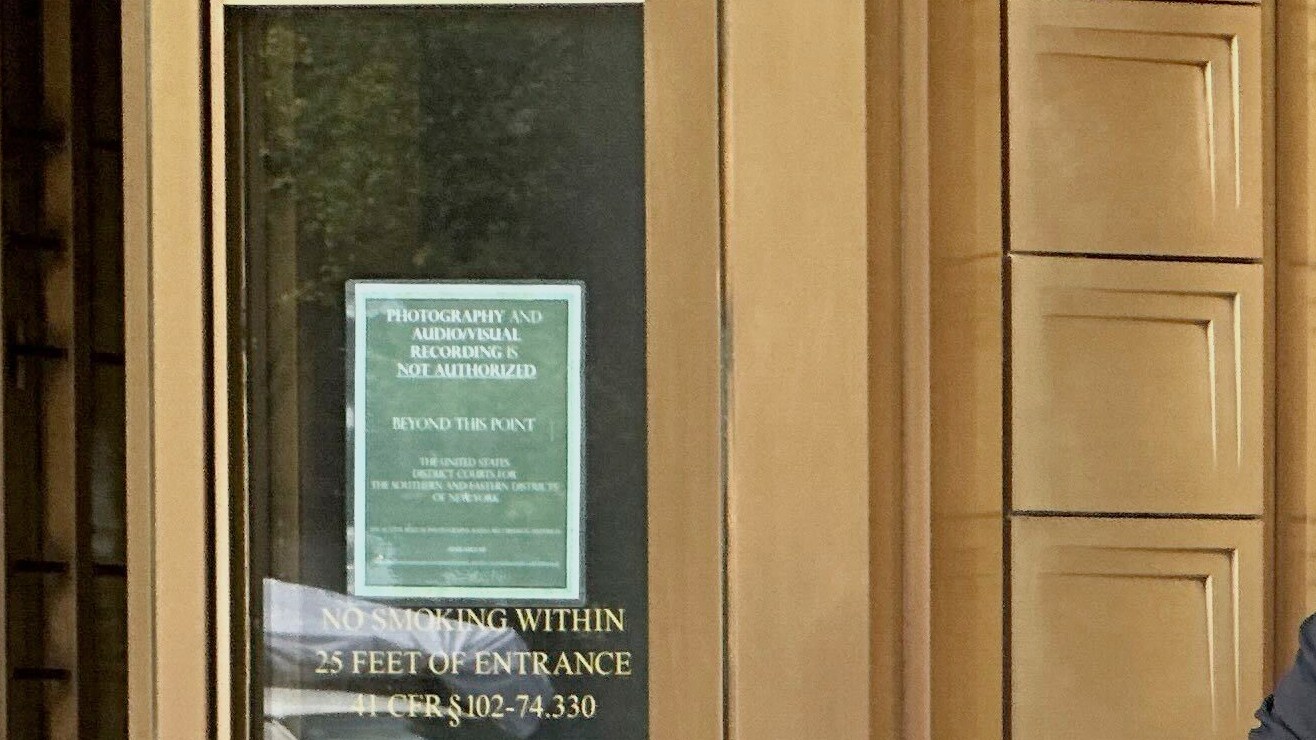 PHOTOGRAPHY AND
AUDIO/VISUAL
RECORDING IS
NOT AUTHORIZED
BEYOND THIS POINT
THE UNITED STATES
DISTRICT COURTS FOR
THE SOUTHERN AND EASTERN DISTRICTS
OF NEW YORK
NO SMOKING WITHIN
25 FEET OF ENTRANCE
41 CFR § 102-74.330